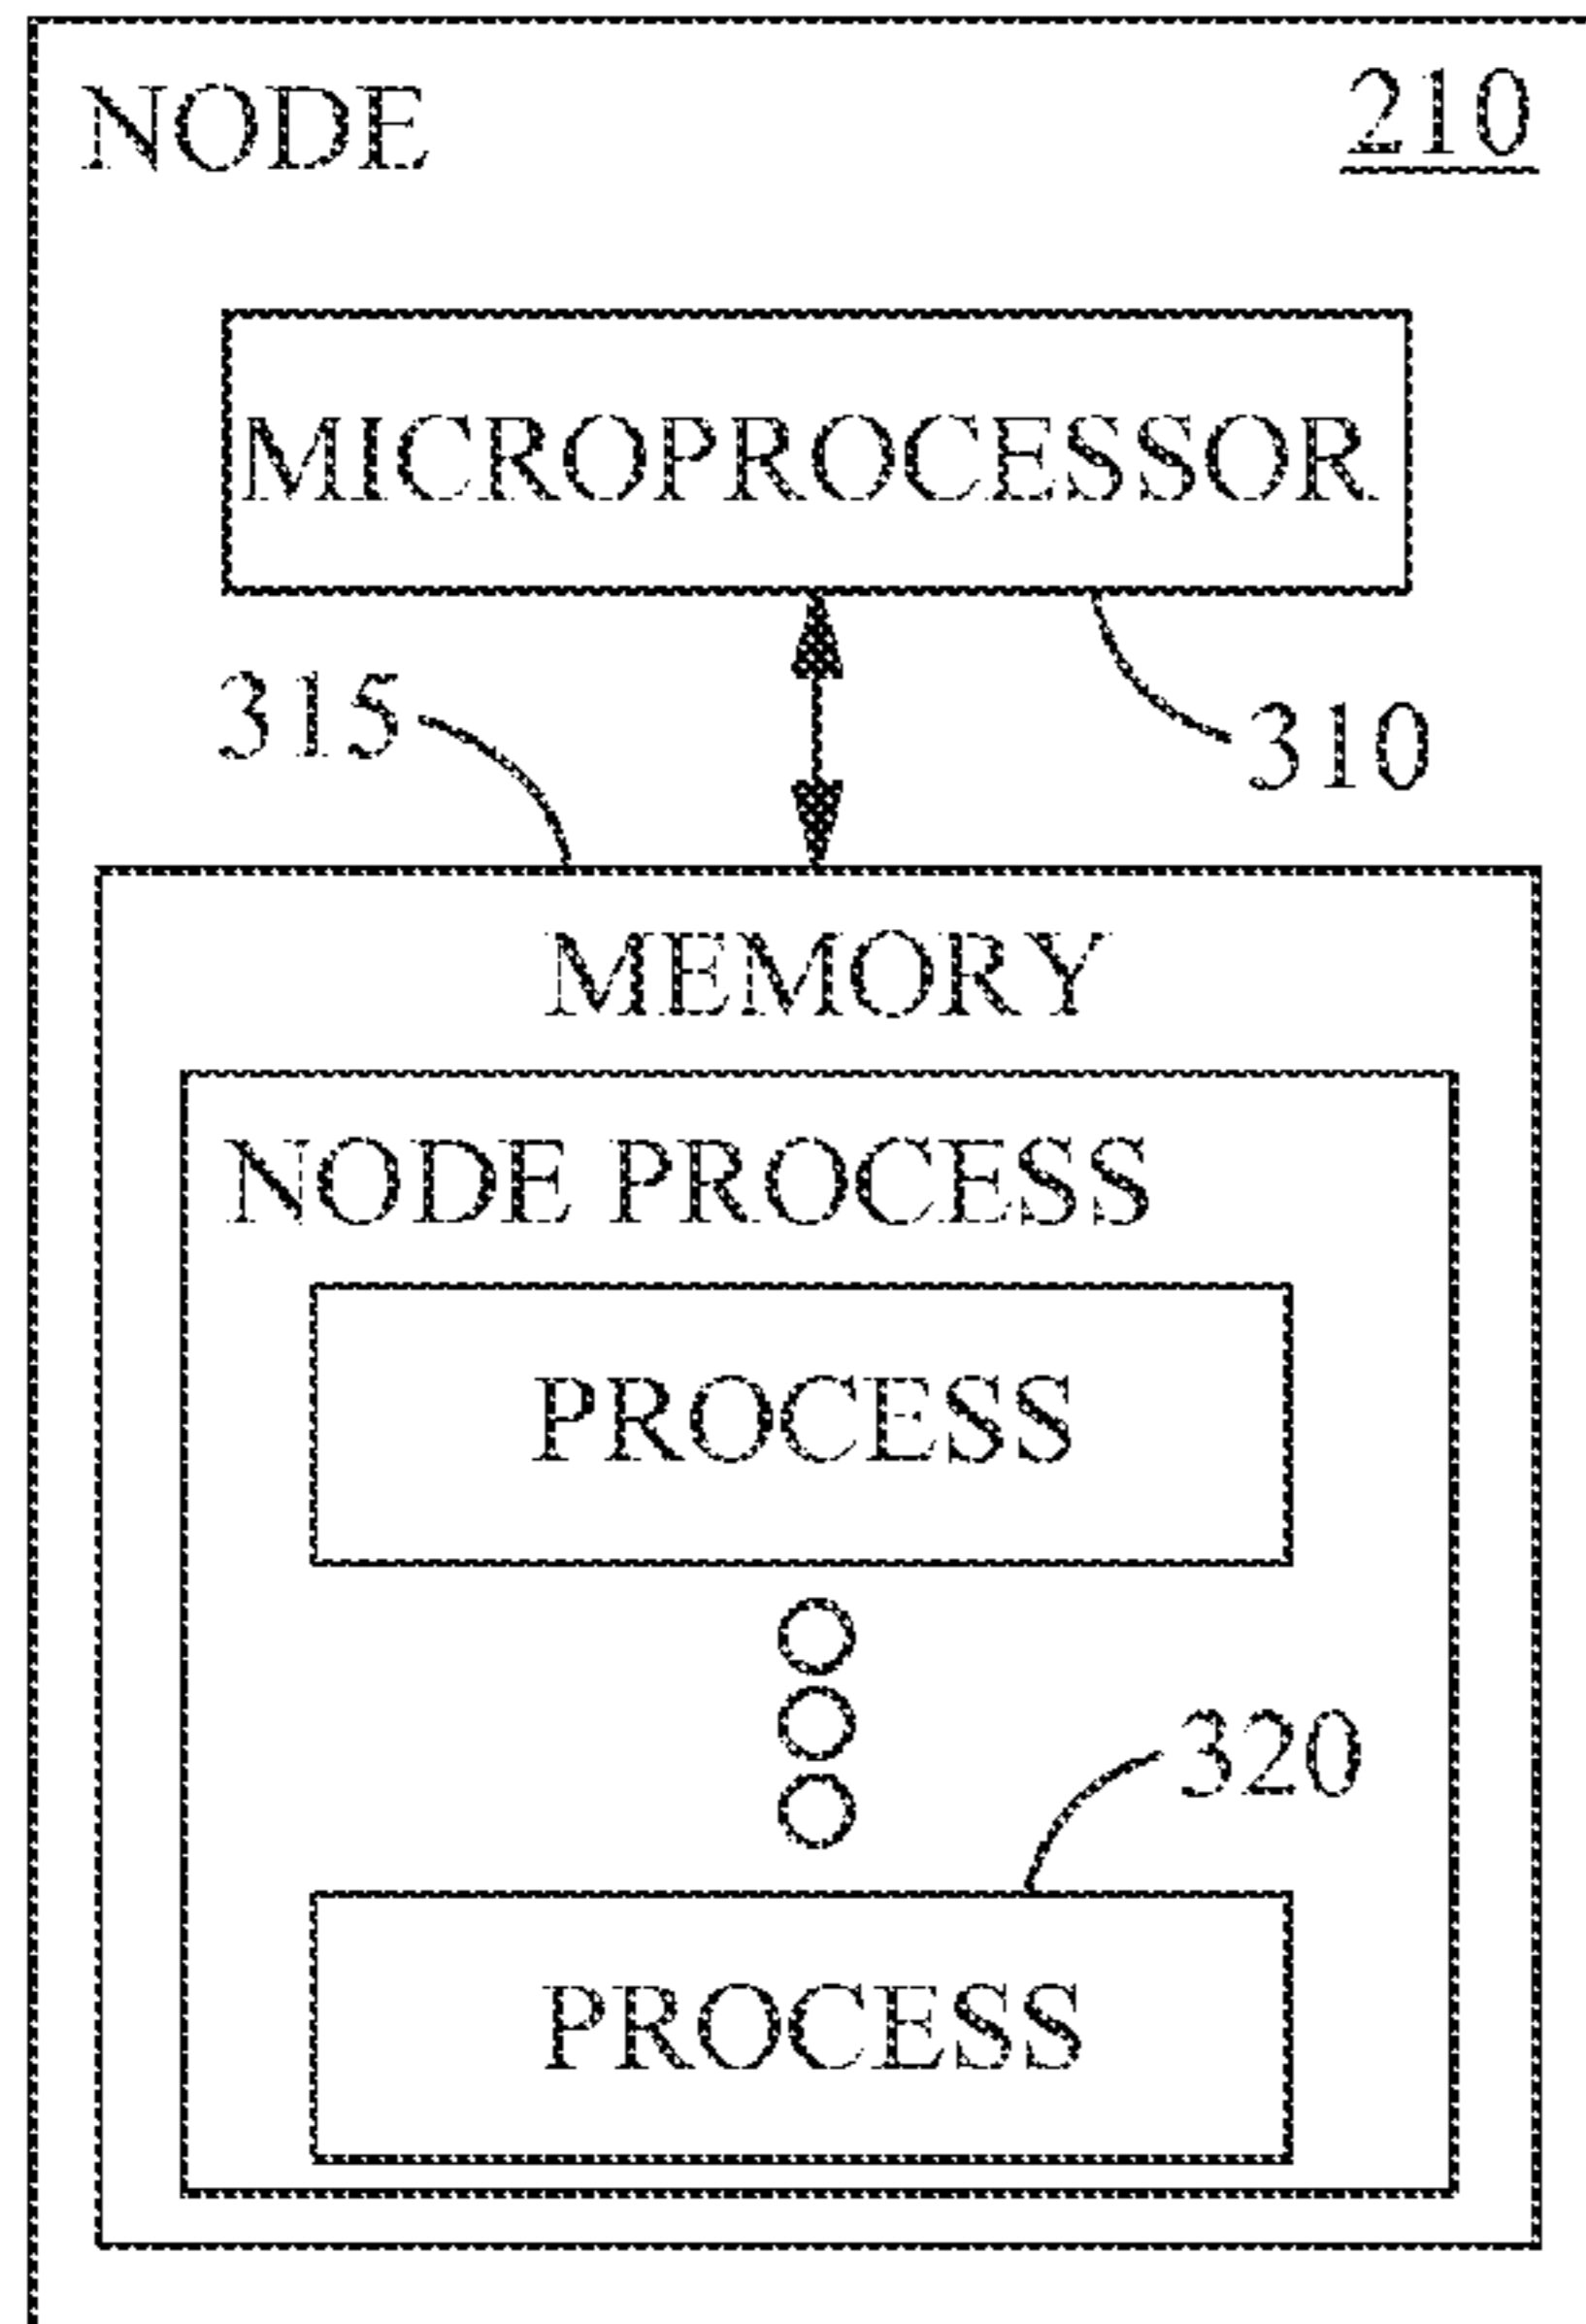 NODE 210
MICROPROCESSOR
315
310
MEMORY
NODE PROCESS
PROCESS
320
PROCESS